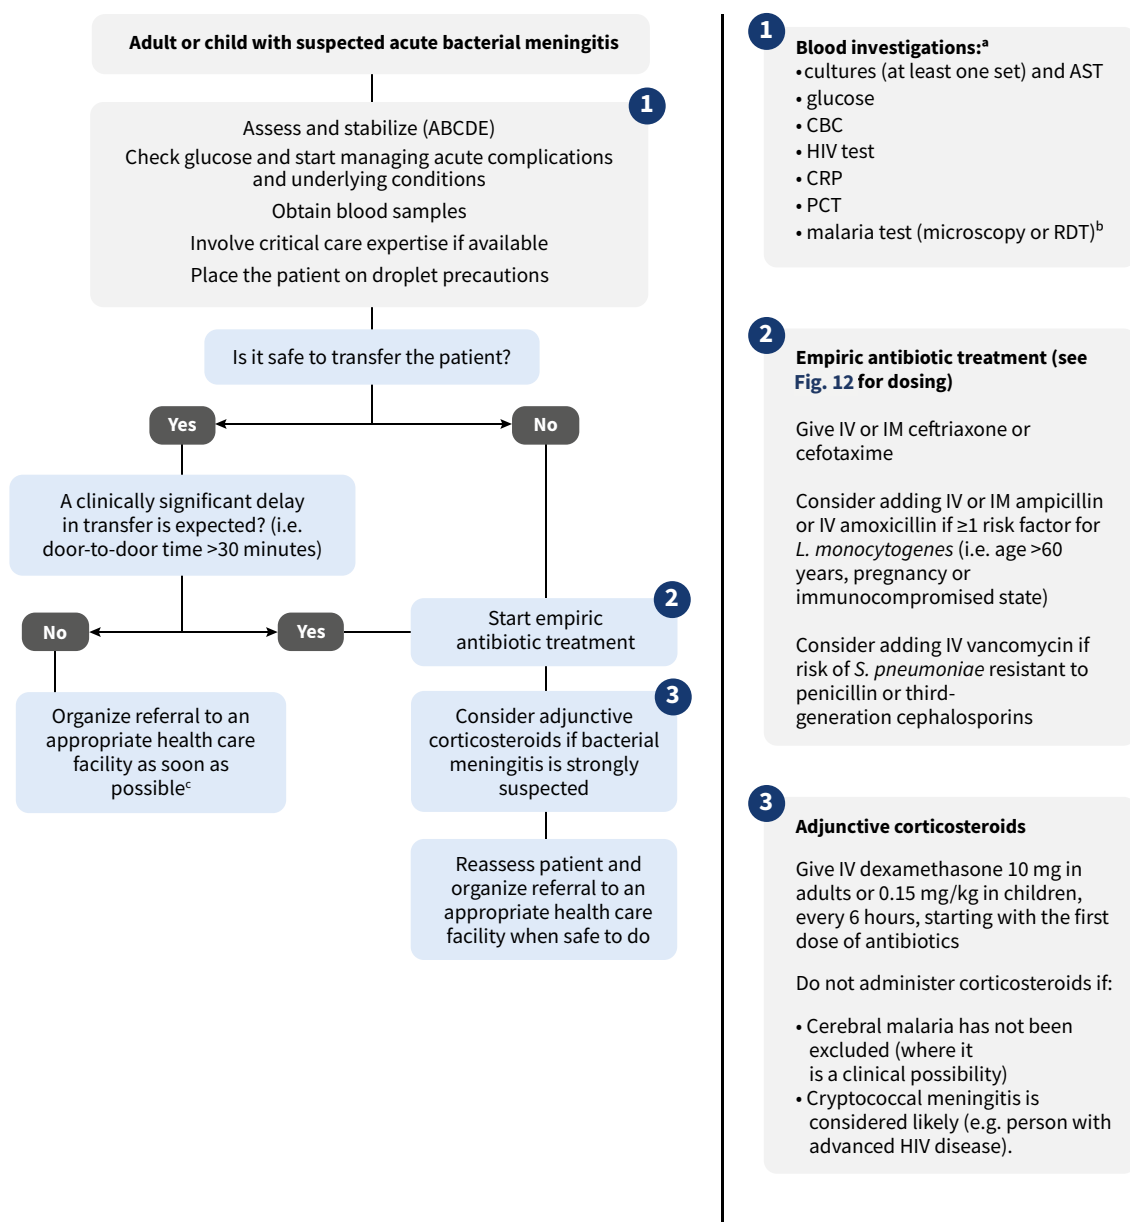 Adult or child with suspected acute bacterial meningitis
1
Assess and stabilize (ABCDE)
Check glucose and start managing acute complications
and underlying conditions
Obtain blood samples
Involve critical care expertise if available
Place the patient on droplet precautions
Is it safe to transfer the patient?
Yes
No
A clinically significant delay
in transfer is expected? (i.e.
door-to-door time >30 minutes)
No
Yes
2
Start empiric
antibiotic treatment
Organize referral to an
appropriate health care
facility as soon as
possibleᶜ
3
Consider adjunctive
corticosteroids if bacterial
meningitis is strongly
suspected
Reassess patient and
organize referral to an
appropriate health care
facility when safe to do
1
Blood investigations:ᵃ
• cultures (at least one set) and AST
• glucose
• CBC
• HIV test
• CRP
• PCT
• malaria test (microscopy or RDT)ᵇ
2
Empiric antibiotic treatment (see
Fig. 12 for dosing)
Give IV or IM ceftriaxone or
cefotaxime
Consider adding IV or IM ampicillin
or IV amoxicillin if ≥1 risk factor for
L. monocytogenes (i.e. age >60
years, pregnancy or
immunocompromised state)
Consider adding IV vancomycin if
risk of S. pneumoniae resistant to
penicillin or third-
generation cephalosporins
3
Adjunctive corticosteroids
Give IV dexamethasone 10 mg in
adults or 0.15 mg/kg in children,
every 6 hours, starting with the first
dose of antibiotics
Do not administer corticosteroids if:
• Cerebral malaria has not been
excluded (where it
is a clinical possibility)
• Cryptococcal meningitis is
considered likely (e.g. person with
advanced HIV disease).